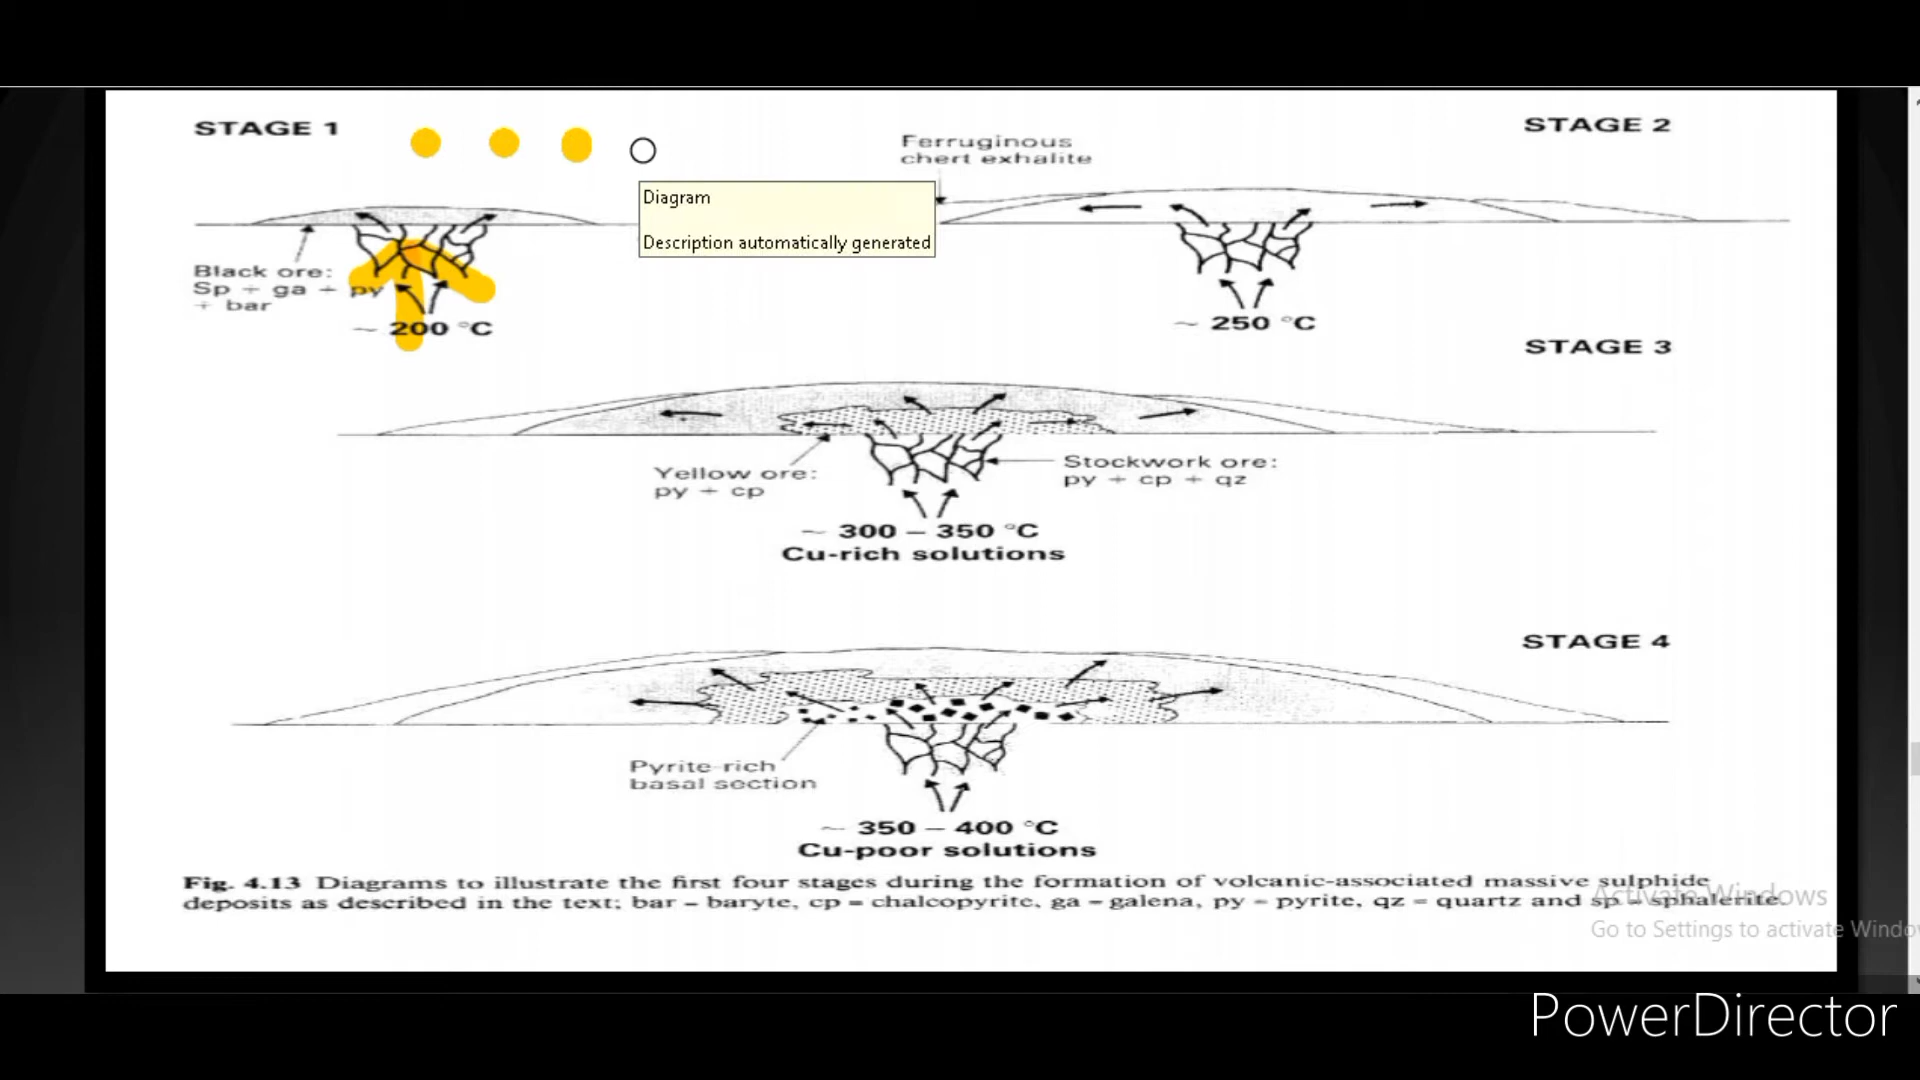 STAGE 1
STAGE 2
Ferruginous
chert exhalite
Diagram
Description automatically generated
Black ore:
Sp + ga + py
+ bar
~ 200 °C
~ 250 °C
STAGE 3
Yellow ore:
py + cp
Stockwork ore:
py + cp + qz
~ 300 – 350 °C
Cu-rich solutions
STAGE 4
Pyrite-rich
basal section
~ 350 – 400 °C
Cu-poor solutions
Fig. 4.13 Diagrams to illustrate the first four stages during the formation of volcanic-associated massive sulphide
deposits as described in the text; bar = baryte, cp = chalcopyrite, ga = galena, py = pyrite, qz = quartz and sp = sphalerite.
Activate Windows
Go to Settings to activate Windo
PowerDirector